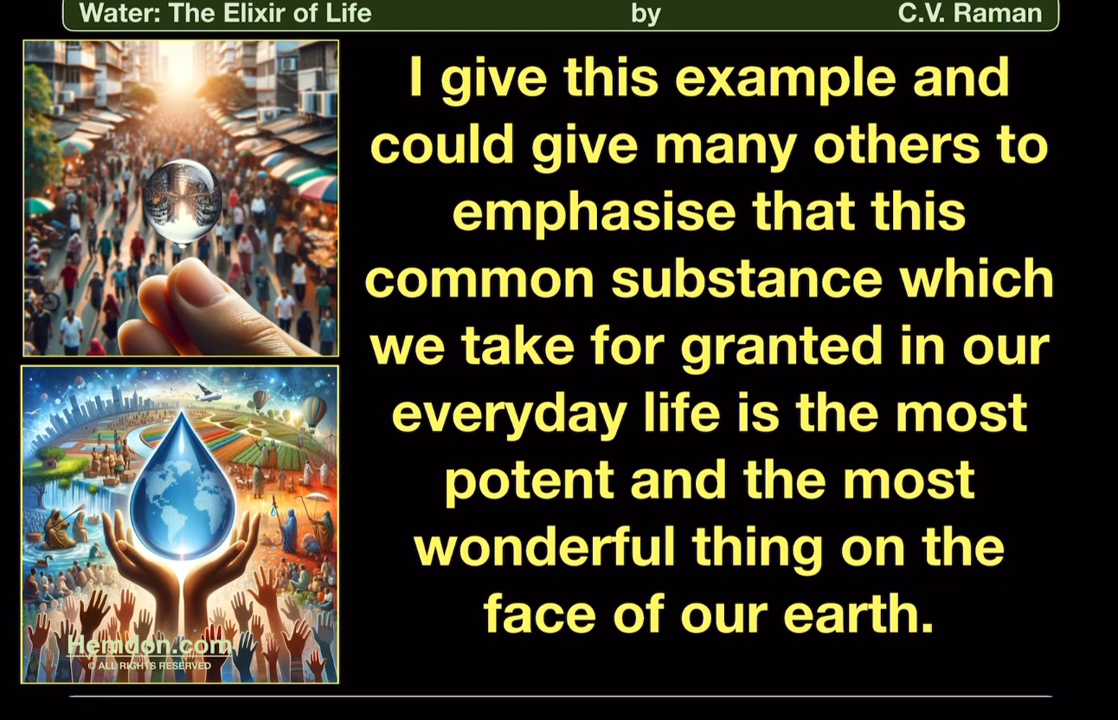 Water: The Elixir of Life by C.V. Raman
I give this example and
could give many others to
emphasise that this
common substance which
we take for granted in our
everyday life is the most
potent and the most
wonderful thing on the
face of our earth.
Hemdon.com
© ALL RIGHTS RESERVED